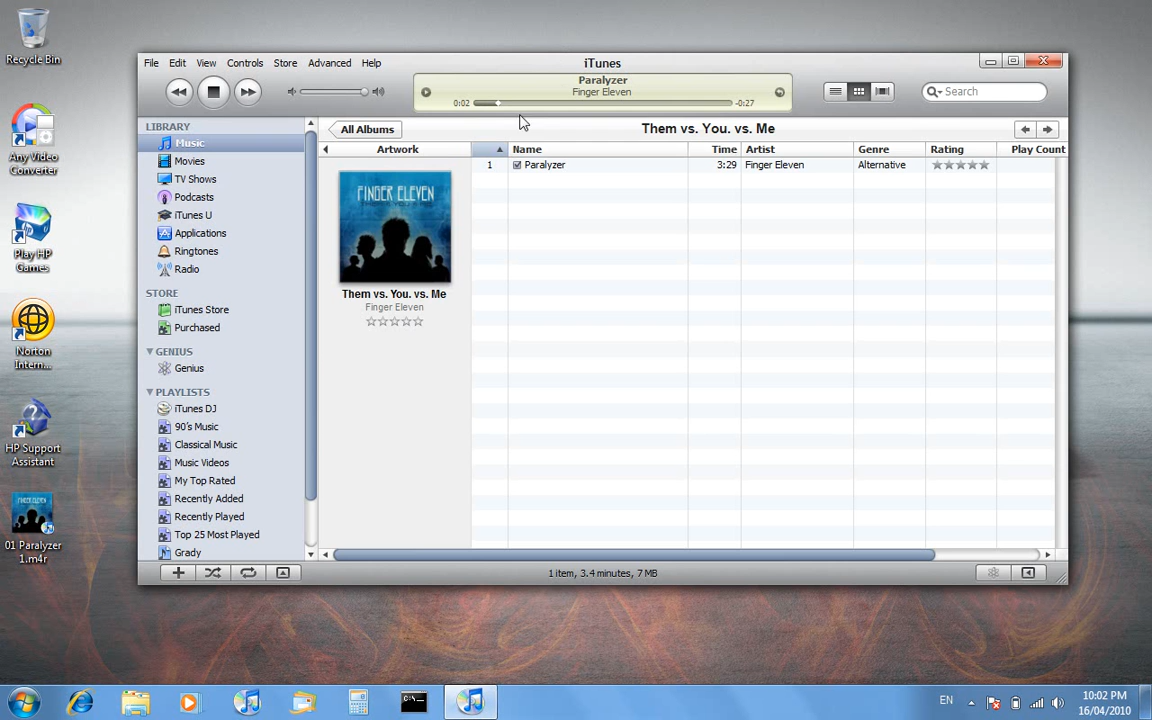 Recycle Bin
Any Video
Converter
Play HP
Games
Norton
Intern...
HP Support
Assistant
01 Paralyzer
1.m4r
iTunes
File Edit View Controls Store Advanced Help
Paralyzer
Finger Eleven
0:02 -0:27
Search
LIBRARY
Music
Movies
TV Shows
Podcasts
iTunes U
Applications
Ringtones
Radio
STORE
iTunes Store
Purchased
GENIUS
Genius
PLAYLISTS
iTunes DJ
90's Music
Classical Music
Music Videos
My Top Rated
Recently Added
Recently Played
Top 25 Most Played
Grady
All Albums
Them vs. You. vs. Me
Artwork Name Time Artist Genre Rating Play Count
1 Paralyzer 3:29 Finger Eleven Alternative
FINGER ELEVEN
Them vs. You. vs. Me
Finger Eleven
1 item, 3.4 minutes, 7 MB
C:\_
EN
10:02 PM
16/04/2010